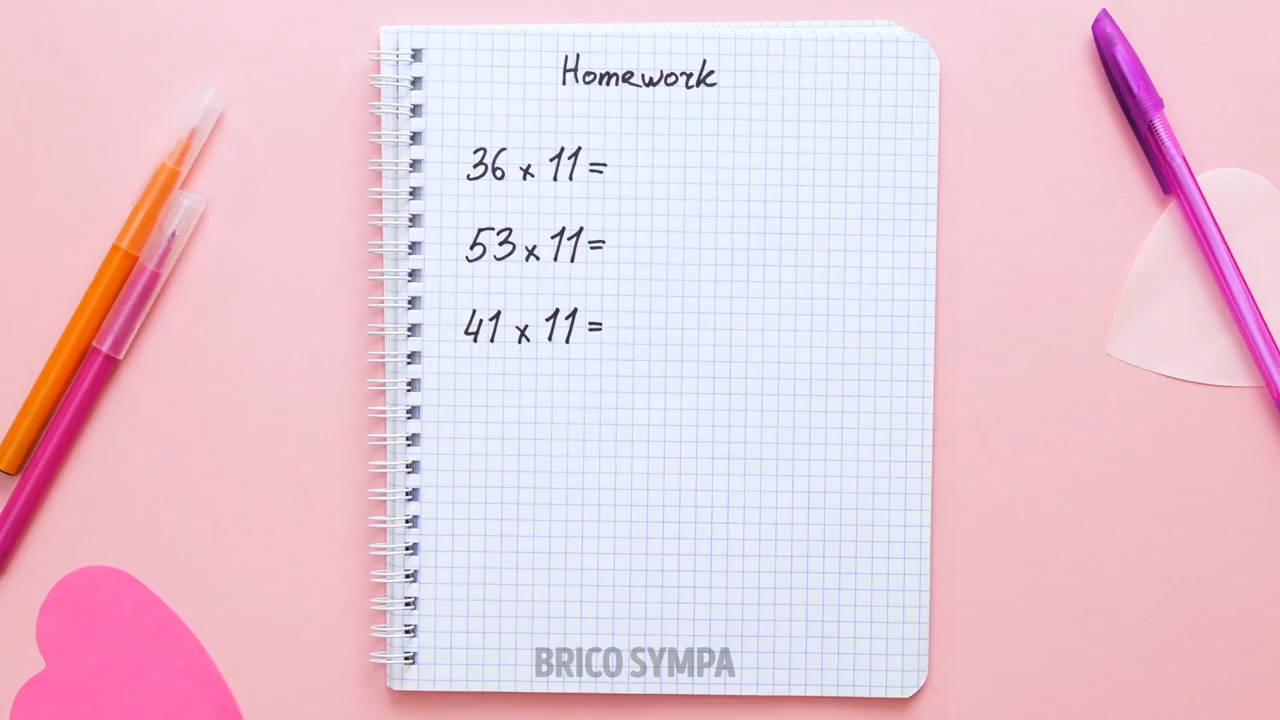 Homework
36 x 11 =
53 x 11 =
41 x 11 =
BRICO SYMPA